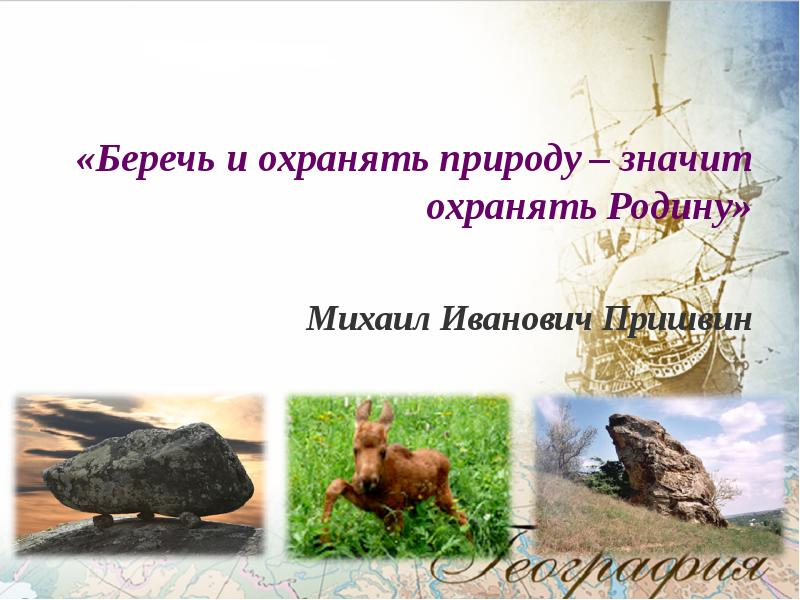 «Беречь и охранять природу – значит
охранять Родину»
Михаил Иванович Пришвин
География